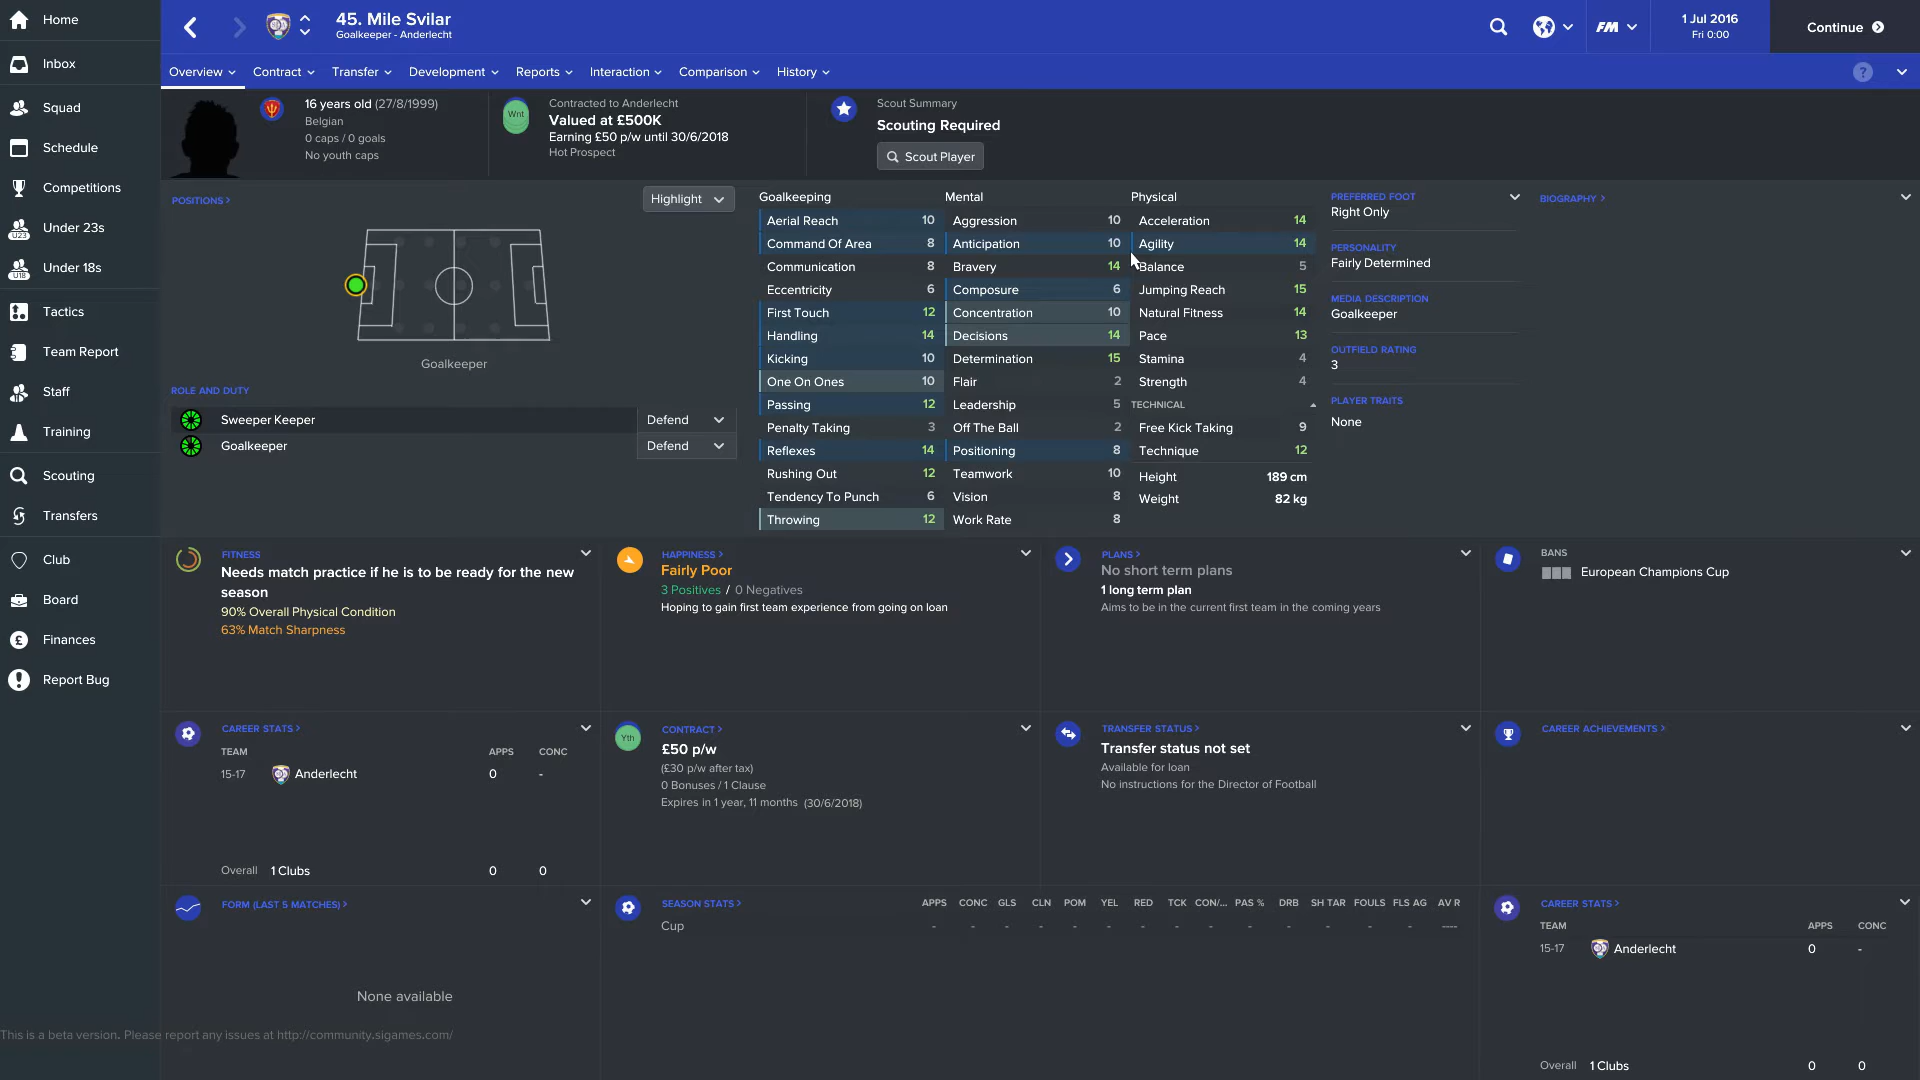 Home
Inbox
Squad
Schedule
Competitions
U23
Under 23s
U18
Under 18s
Tactics
Team Report
Staff
Training
Scouting
Transfers
Club
Board
Finances
Report Bug
45. Mile Svilar
Goalkeeper - Anderlecht
FM
1 Jul 2016
Fri 0:00
Continue
Overview
Contract
Transfer
Development
Reports
Interaction
Comparison
History
?
16 years old (27/8/1999)
Belgian
0 caps / 0 goals
No youth caps
Wnt
Contracted to Anderlecht
Valued at £500K
Earning £50 p/w until 30/6/2018
Hot Prospect
Scout Summary
Scouting Required
Scout Player
POSITIONS >
Highlight
Goalkeeper
ROLE AND DUTY
Sweeper Keeper Defend
Goalkeeper Defend
Goalkeeping
Aerial Reach 10
Command Of Area 8
Communication 8
Eccentricity 6
First Touch 12
Handling 14
Kicking 10
One On Ones 10
Passing 12
Penalty Taking 3
Reflexes 14
Rushing Out 12
Tendency To Punch 6
Throwing 12
Mental
Aggression 10
Anticipation 10
Bravery 14
Composure 6
Concentration 10
Decisions 14
Determination 15
Flair 2
Leadership 5
Off The Ball 2
Positioning 8
Teamwork 10
Vision 8
Work Rate 8
Physical
Acceleration 14
Agility 14
Balance 5
Jumping Reach 15
Natural Fitness 14
Pace 13
Stamina 4
Strength 4
TECHNICAL
Free Kick Taking 9
Technique 12
Height 189 cm
Weight 82 kg
PREFERRED FOOT
Right Only
PERSONALITY
Fairly Determined
MEDIA DESCRIPTION
Goalkeeper
OUTFIELD RATING
3
PLAYER TRAITS
None
BIOGRAPHY >
FITNESS
Needs match practice if he is to be ready for the new
season
90% Overall Physical Condition
63% Match Sharpness
HAPPINESS >
Fairly Poor
3 Positives / 0 Negatives
Hoping to gain first team experience from going on loan
PLANS >
No short term plans
1 long term plan
Aims to be in the current first team in the coming years
BANS
European Champions Cup
CAREER STATS >
TEAM APPS CONC
15-17 Anderlecht 0 -
Overall 1 Clubs 0 0
Yth
CONTRACT >
£50 p/w
(£30 p/w after tax)
0 Bonuses / 1 Clause
Expires in 1 year, 11 months (30/6/2018)
TRANSFER STATUS >
Transfer status not set
Available for loan
No instructions for the Director of Football
CAREER ACHIEVEMENTS >
FORM (LAST 5 MATCHES) >
None available
SEASON STATS > APPS CONC GLS CLN POM YEL RED TCK CON/... PAS % DRB SH TAR FOULS FLS AG AV R
Cup - - - - - - - - - - - - - - ----
CAREER STATS >
TEAM APPS CONC
15-17 Anderlecht 0 -
Overall 1 Clubs 0 0
This is a beta version. Please report any issues at http://community.sigames.com/